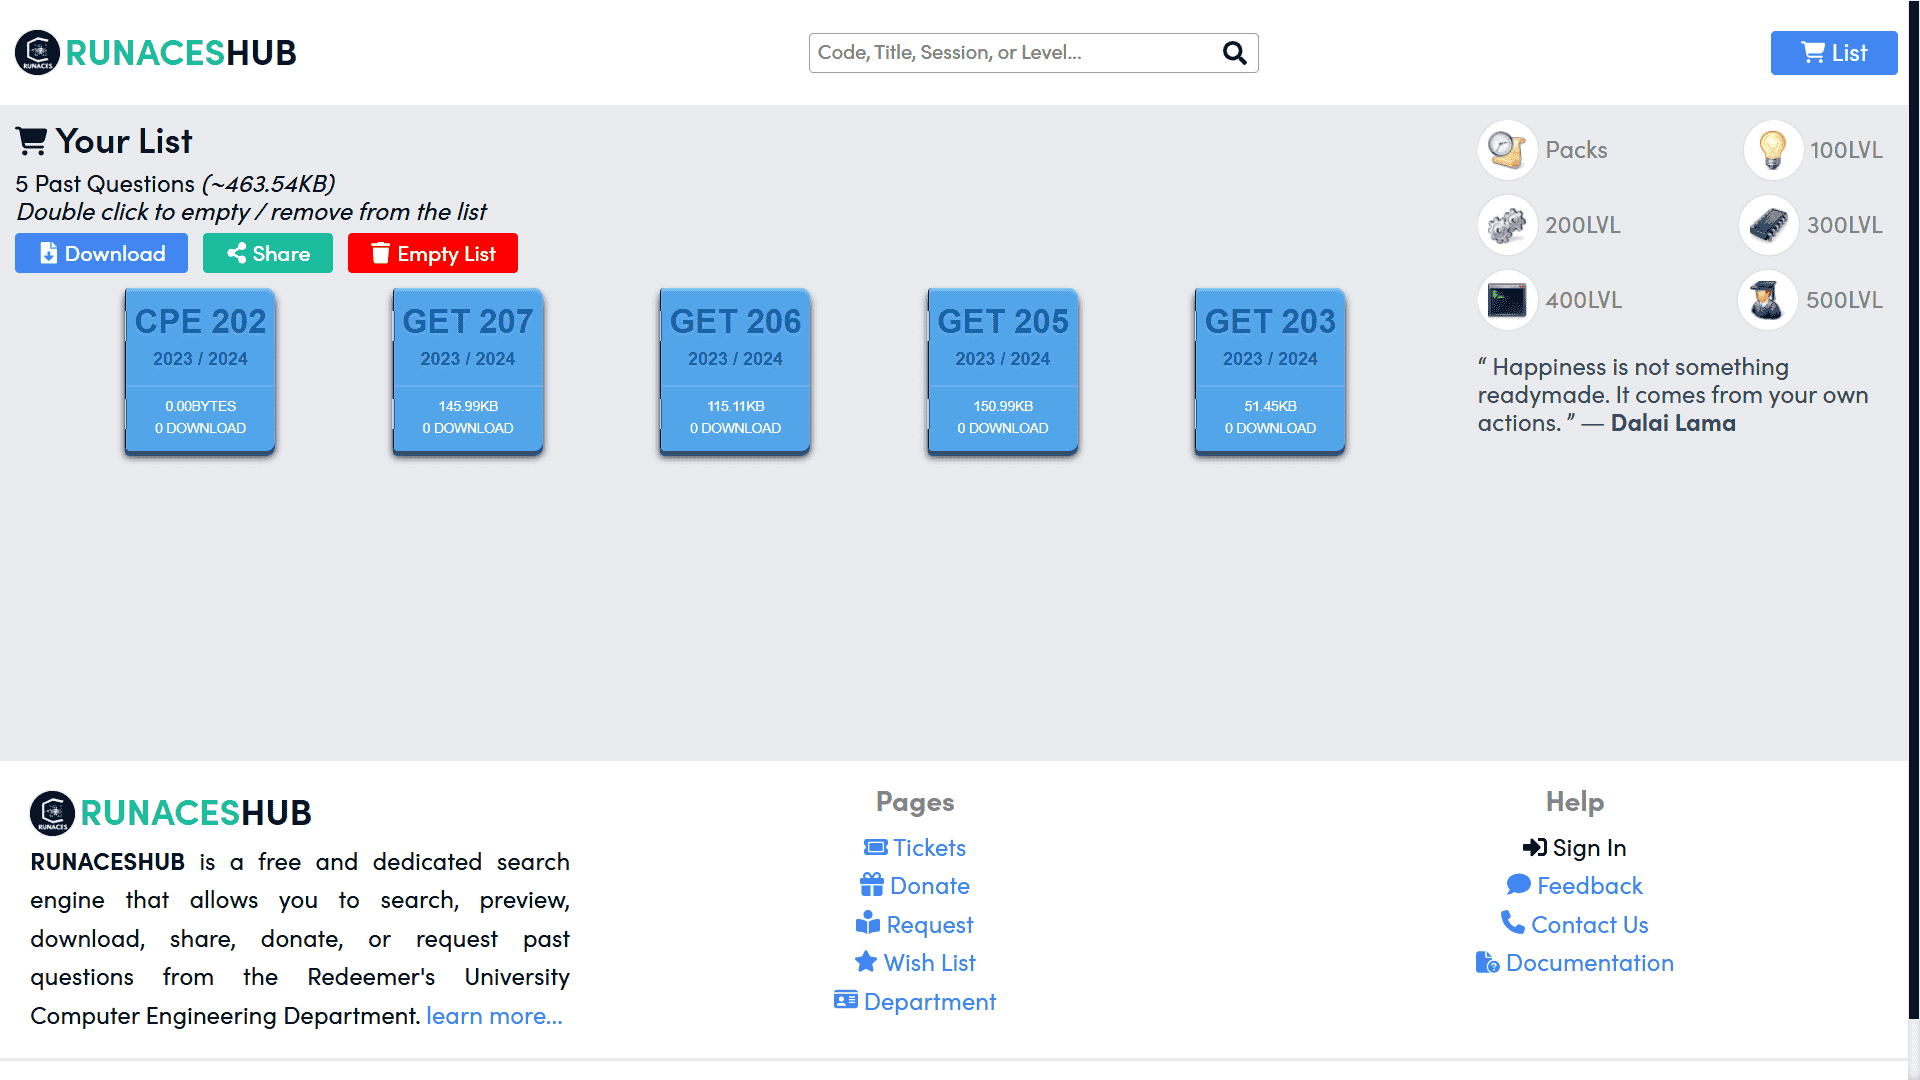 RUNACES
RUNACESHUB
Code, Title, Session, or Level...
List
Your List
5 Past Questions (~463.54KB)
Double click to empty / remove from the list
Download
Share
Empty List
CPE 202
2023 / 2024
0.00BYTES
0 DOWNLOAD
GET 207
2023 / 2024
145.99KB
0 DOWNLOAD
GET 206
2023 / 2024
115.11KB
0 DOWNLOAD
GET 205
2023 / 2024
150.99KB
0 DOWNLOAD
GET 203
2023 / 2024
51.45KB
0 DOWNLOAD
Packs
100LVL
200LVL
300LVL
400LVL
500LVL
“ Happiness is not something
readymade. It comes from your own
actions. ” — Dalai Lama
RUNACES
RUNACESHUB
RUNACESHUB is a free and dedicated search
engine that allows you to search, preview,
download, share, donate, or request past
questions from the Redeemer's University
Computer Engineering Department. learn more...
Pages
Tickets
Donate
Request
Wish List
Department
Help
Sign In
Feedback
Contact Us
Documentation